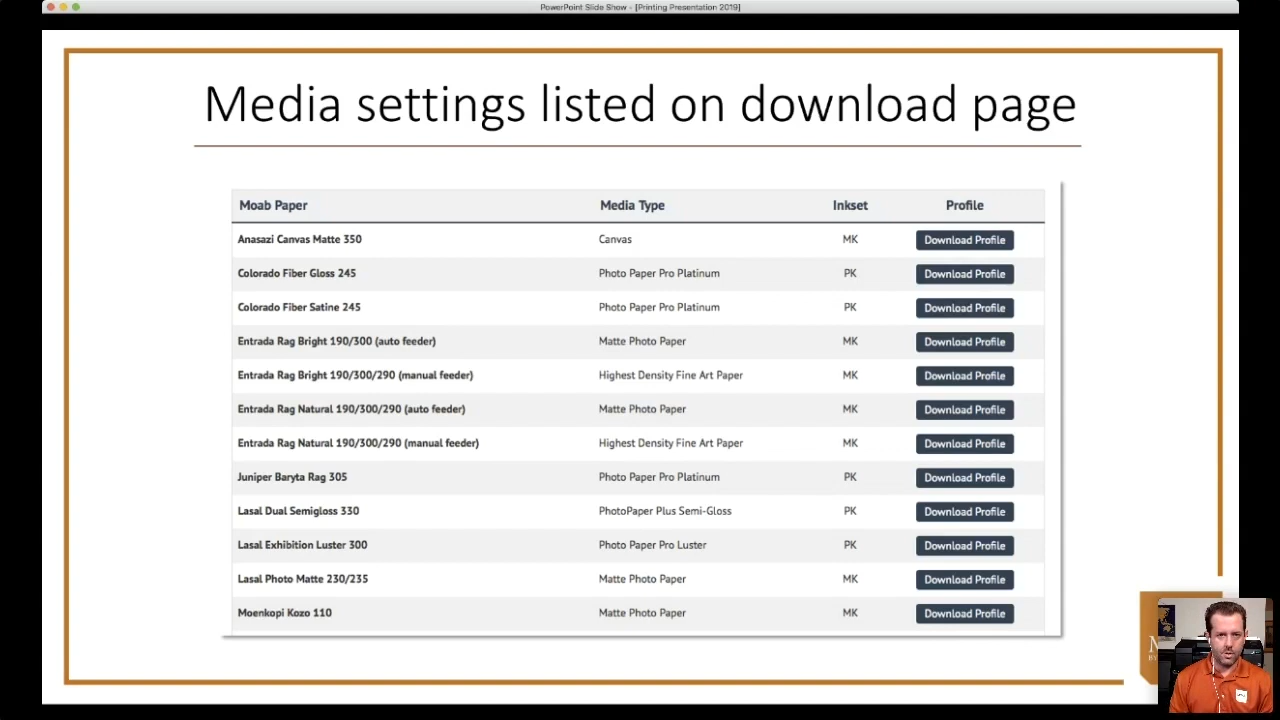 PowerPoint Slide Show - [Printing Presentation 2019]
Media settings listed on download page
Moab Paper Media Type Inkset Profile
Anasazi Canvas Matte 350 Canvas MK Download Profile
Colorado Fiber Gloss 245 Photo Paper Pro Platinum PK Download Profile
Colorado Fiber Satine 245 Photo Paper Pro Platinum PK Download Profile
Entrada Rag Bright 190/300 (auto feeder) Matte Photo Paper MK Download Profile
Entrada Rag Bright 190/300/290 (manual feeder) Highest Density Fine Art Paper MK Download Profile
Entrada Rag Natural 190/300/290 (auto feeder) Matte Photo Paper MK Download Profile
Entrada Rag Natural 190/300/290 (manual feeder) Highest Density Fine Art Paper MK Download Profile
Juniper Baryta Rag 305 Photo Paper Pro Platinum PK Download Profile
Lasal Dual Semigloss 330 PhotoPaper Plus Semi-Gloss PK Download Profile
Lasal Exhibition Luster 300 Photo Paper Pro Luster PK Download Profile
Lasal Photo Matte 230/235 Matte Photo Paper MK Download Profile
Moenkopi Kozo 110 Matte Photo Paper MK Download Profile